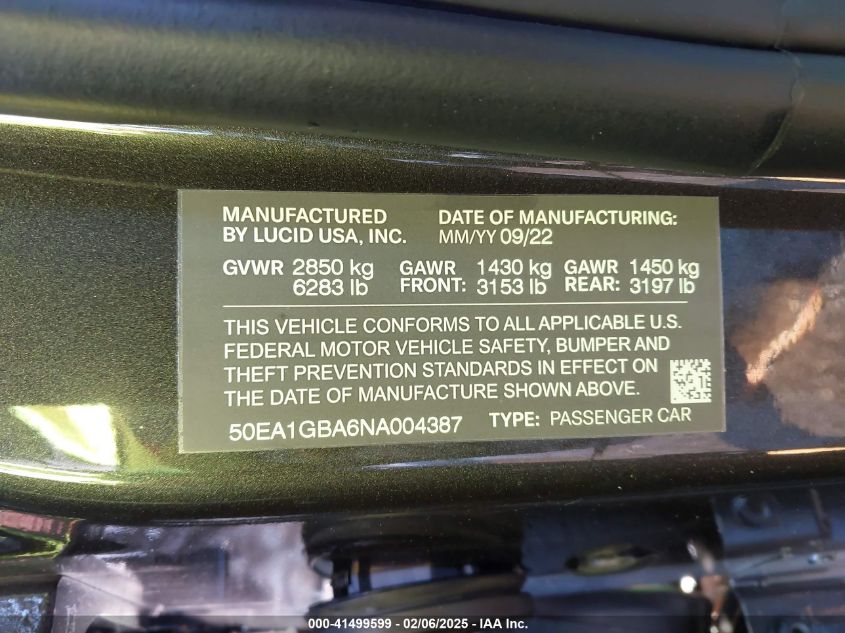 MANUFACTURED BY LUCID USA, INC.
DATE OF MANUFACTURING:
MM/YY 09/22
GVWR 2850 kg
6283 lb
GAWR FRONT: 1430 kg
3153 lb
GAWR REAR: 1450 kg
3197 lb
THIS VEHICLE CONFORMS TO ALL APPLICABLE U.S.
FEDERAL MOTOR VEHICLE SAFETY, BUMPER AND
THEFT PREVENTION STANDARDS IN EFFECT ON
THE DATE OF MANUFACTURE SHOWN ABOVE.
50EA1GBA6NA004387 TYPE: PASSENGER CAR
000-41499599 — 02/06/2025 — IAA Inc.